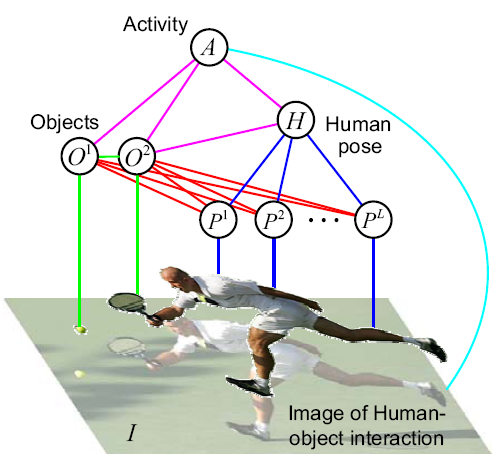 Activity
A
Objects
H
Human
pose
O¹
O²
P¹
P²
...
Pᴸ
Image of Human-
object interaction
I